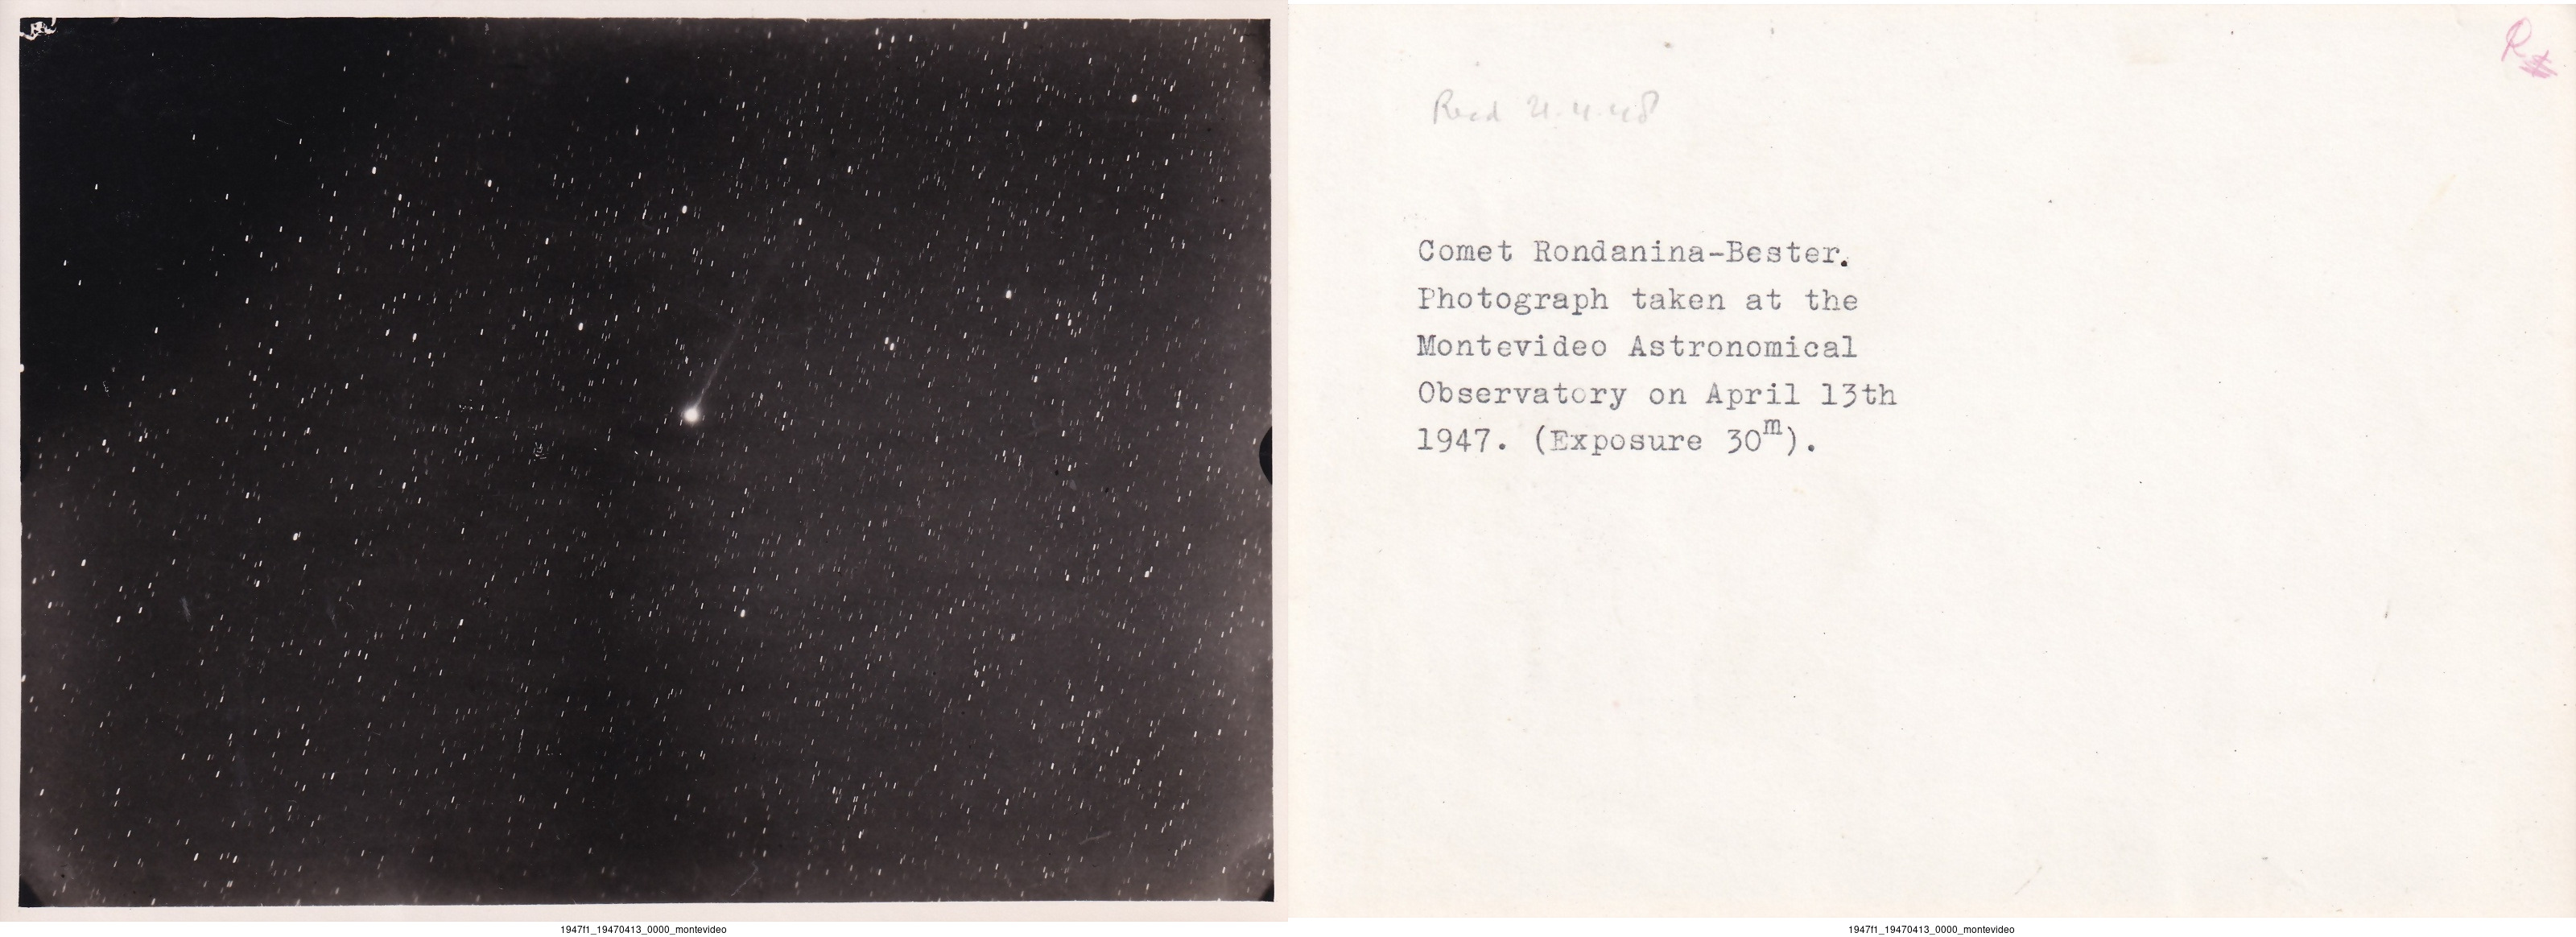 Recd 21.4.48
Comet Rondanina-Bester.
Photograph taken at the
Montevideo Astronomical
Observatory on April 13th
1947. (Exposure 30m).
R
1947f1_19470413_0000_montevideo
1947f1_19470413_0000_montevideo